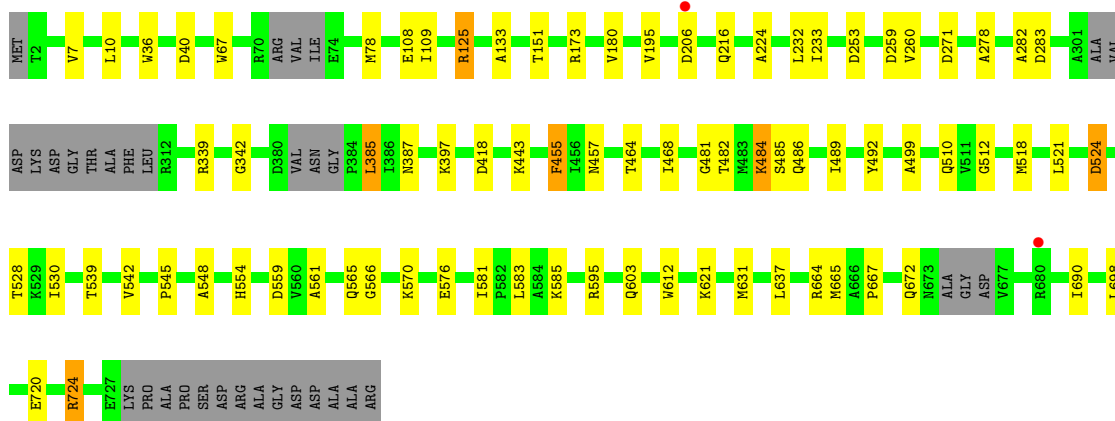 MET T2 V7 L10 W36 D40 W67 R70 ARG VAL ILE E74 M78 E108 I109 R125 A133 T151 R173 V180 V195 D206 Q216 A224 L232 I233 D253 D259 V260 D271 A278 A282 D283 A301 ALA VAL
ASP LYS ASP GLY THR ALA PHE LEU R312 R339 G342 D380 VAL ASN GLY P384 L385 I386 N387 K397 D418 K443 F455 I456 N457 T464 I468 G481 T482 M483 K484 S485 Q486 I489 Y492 A499 Q510 V511 G512 M518 L521 D524
T528 K529 I530 T539 V542 P545 A548 H554 D559 V560 A561 Q565 G566 K570 E576 I581 P582 L583 A584 K585 R595 Q603 W612 K621 M631 L637 R664 M665 A666 P667 Q672 N673 ALA GLY ASP V677 R680 I690 L698
E720 R724 E727 LYS PRO ALA PRO SER ASP ARG ALA GLY ASP ASP ALA ALA ARG